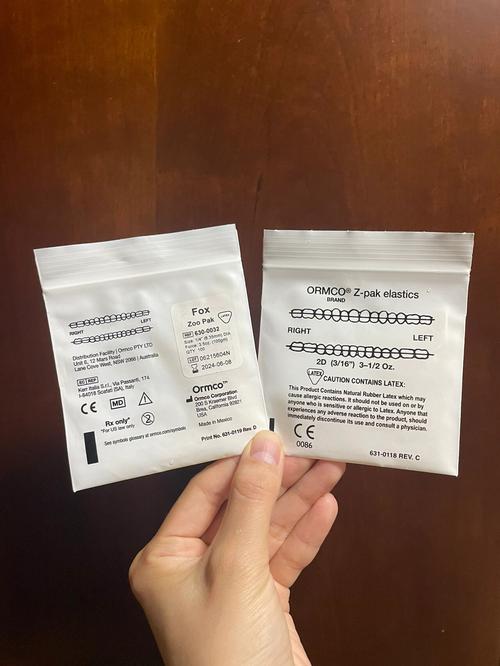 RIGHT
LEFT
Distribution Facility | Ormco PTY LTD
Unit 6, 12 Mars Road
Lane Cove West, NSW 2066 | Australia
EC REP
Kerr Italia S.r.l., Via Passanti, 174
I-84018 Scafati (SA), Italy
CE MD 2
Rx only*
*For US law only
See symbols glossary at ormco.com/symbols
Fox
Zoo Pak
LATEX
REF 630-0032
Size: 1/4" (6.35mm) DIA
Force: 3.5oz. (100gm)
QTY: 100
LOT 06215604N
2024-06-08
Ormco™
Ormco Corporation
200 S Kraemer Blvd
Brea, California 92821
USA
Made in Mexico
Print No. 631-0119 Rev. D
ORMCO® Z-pak elastics
BRAND
RIGHT
LEFT
2D (3/16") 3–1/2 Oz.
LATEX CAUTION CONTAINS LATEX:
This Product Contains Natural Rubber Latex which may
cause allergic reactions. It should not be used on or by
anyone who is sensitive or allergic to Latex. Anyone that
experiences any adverse reaction to the product, should
immediately discontinue its use and consult a physician.
CE
0086
631-0118 REV. C